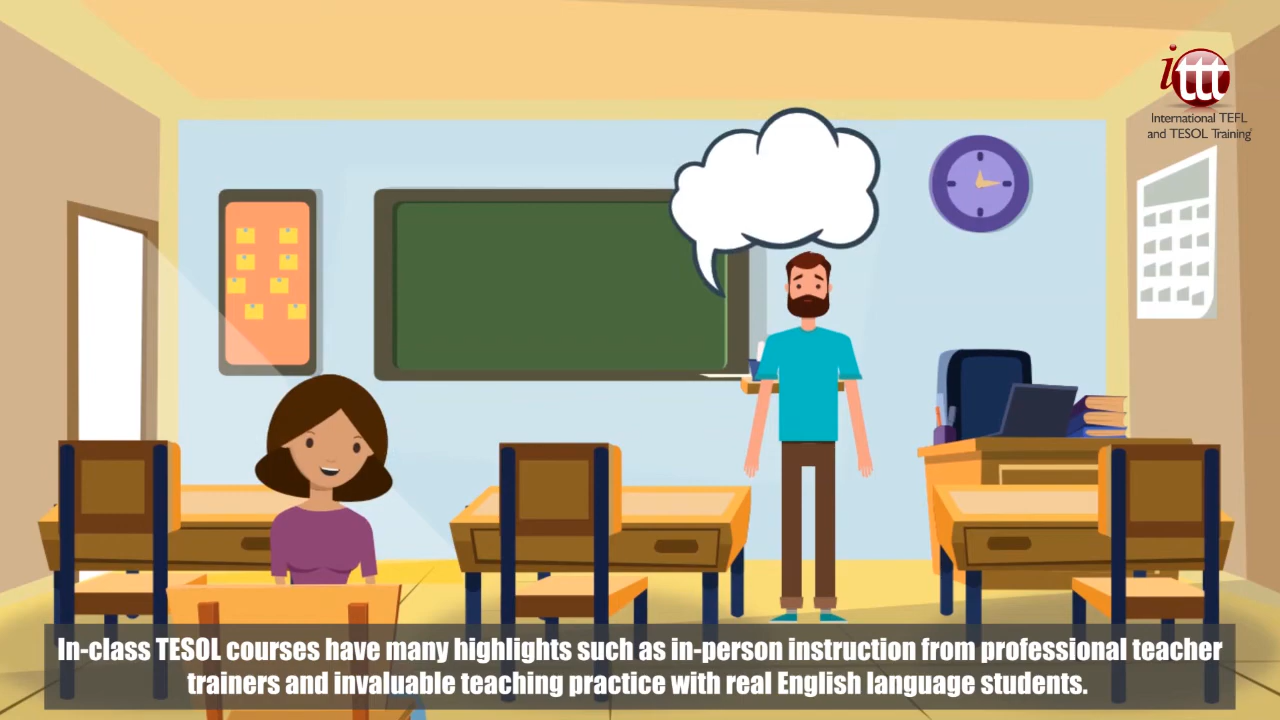 ittt
International TEFL
and TESOL Training
In-class TESOL courses have many highlights such as in-person instruction from professional teacher
trainers and invaluable teaching practice with real English language students.